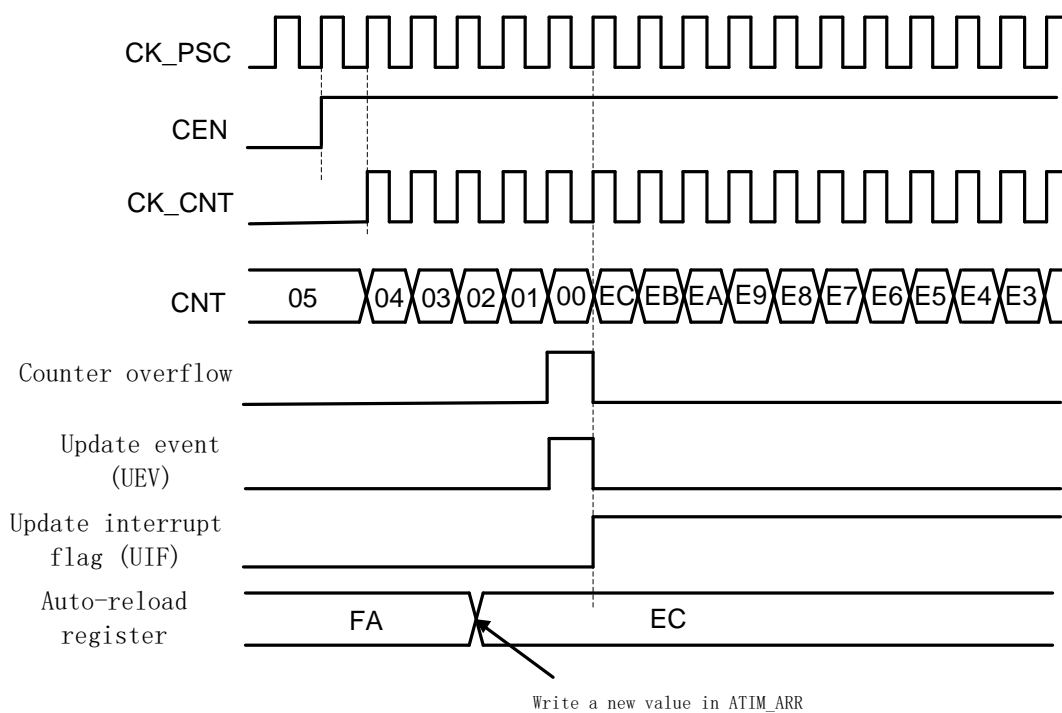 CK_PSC
CEN
CK_CNT
CNT
05 04 03 02 01 00 EC EB EA E9 E8 E7 E6 E5 E4 E3
Counter overflow
Update event
(UEV)
Update interrupt
flag (UIF)
Auto-reload
register
FA EC
Write a new value in ATIM_ARR